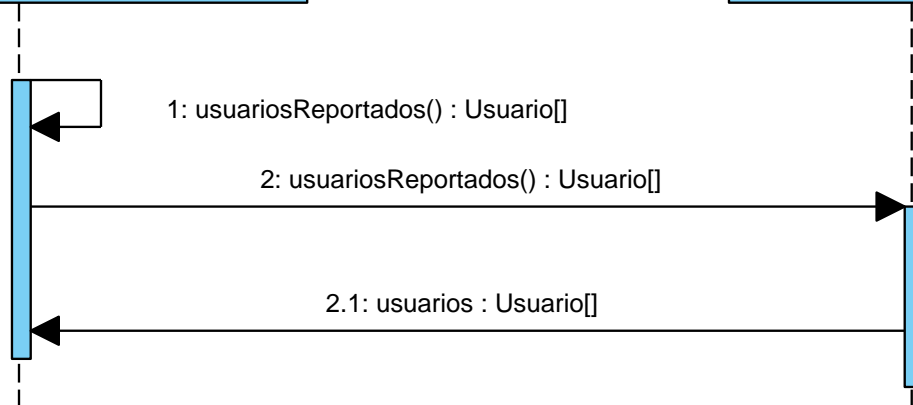 1: usuariosReportados() : Usuario[]
2: usuariosReportados() : Usuario[]
2.1: usuarios : Usuario[]